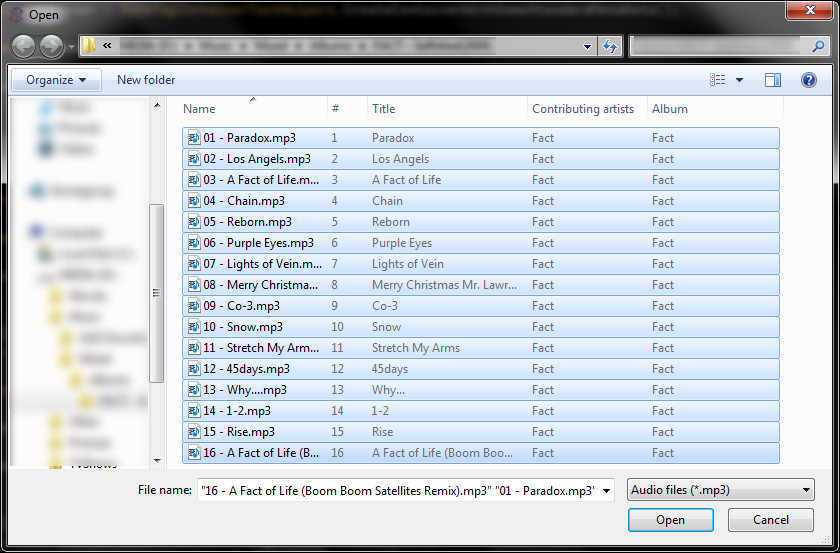 Open
«
Organize ▼ New folder
Name # Title Contributing artists Album
01 - Paradox.mp3 1 Paradox Fact Fact
02 - Los Angels.mp3 2 Los Angels Fact Fact
03 - A Fact of Life.m... 3 A Fact of Life Fact Fact
04 - Chain.mp3 4 Chain Fact Fact
05 - Reborn.mp3 5 Reborn Fact Fact
06 - Purple Eyes.mp3 6 Purple Eyes Fact Fact
07 - Lights of Vein.m... 7 Lights of Vein Fact Fact
08 - Merry Christma... 8 Merry Christmas Mr. Lawr... Fact Fact
09 - Co-3.mp3 9 Co-3 Fact Fact
10 - Snow.mp3 10 Snow Fact Fact
11 - Stretch My Arm... 11 Stretch My Arms Fact Fact
12 - 45days.mp3 12 45days Fact Fact
13 - Why....mp3 13 Why... Fact Fact
14 - 1-2.mp3 14 1-2 Fact Fact
15 - Rise.mp3 15 Rise Fact Fact
16 - A Fact of Life (B... 16 A Fact of Life (Boom Boo... Fact Fact
TVShows
File name: "16 - A Fact of Life (Boom Boom Satellites Remix).mp3" "01 - Paradox.mp3' Audio files (*.mp3)
Open Cancel